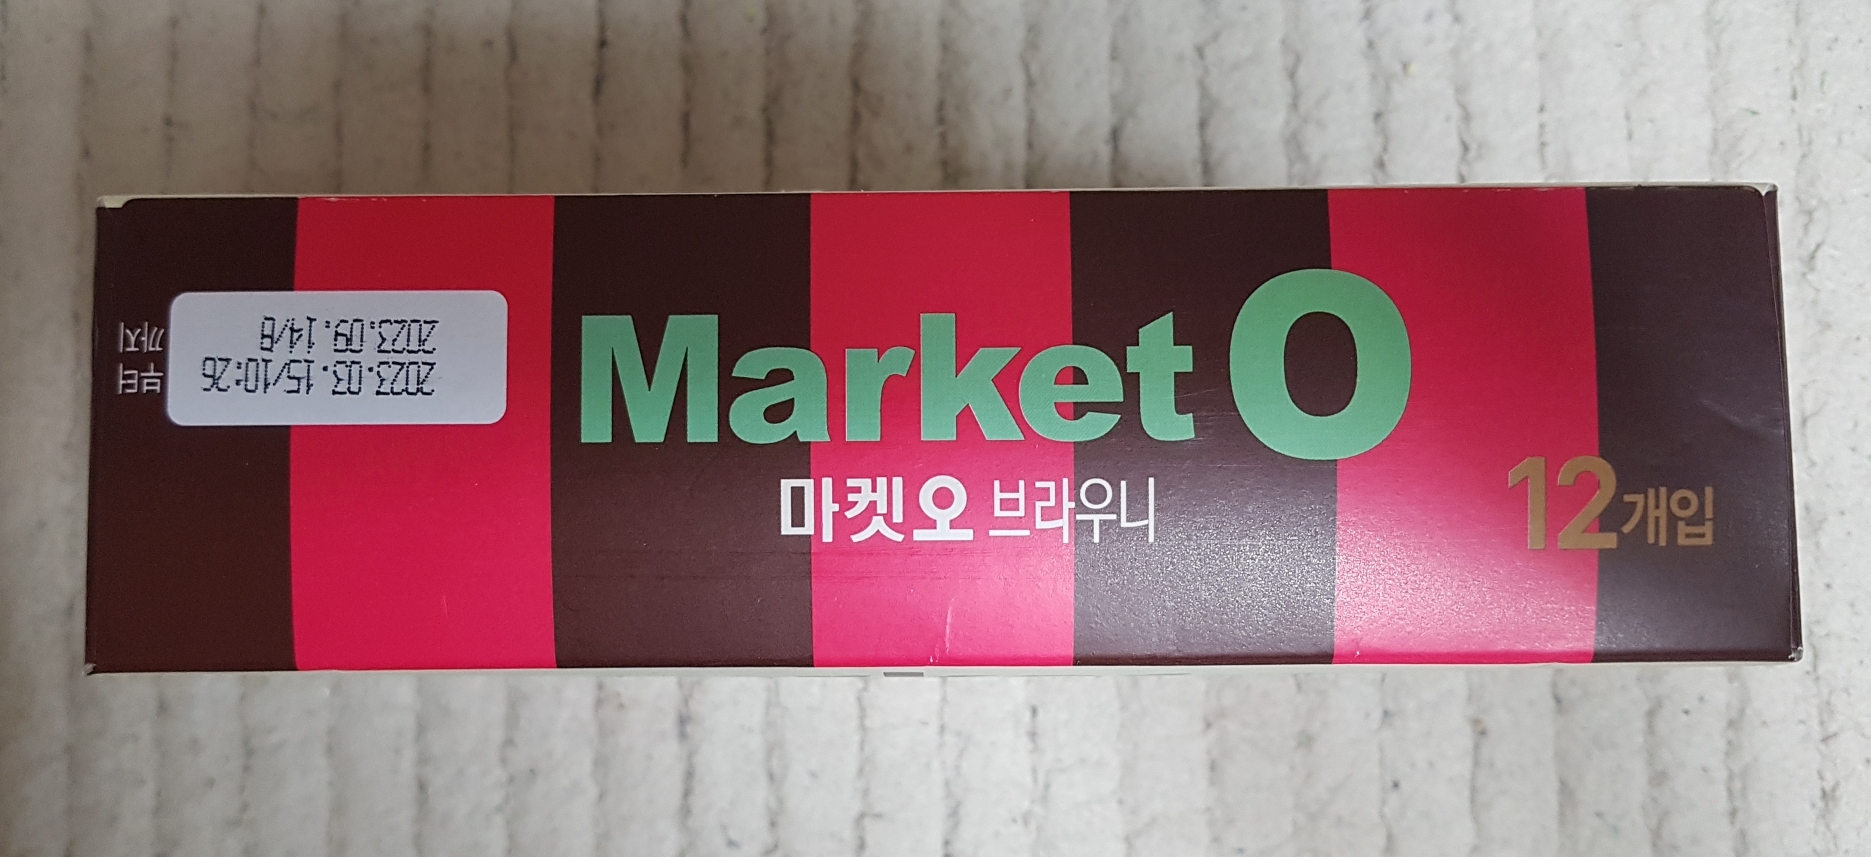 Market O
마켓오 브라우니
12개입
부터 2023.03.15/10:26
까지 2023.09.14/B